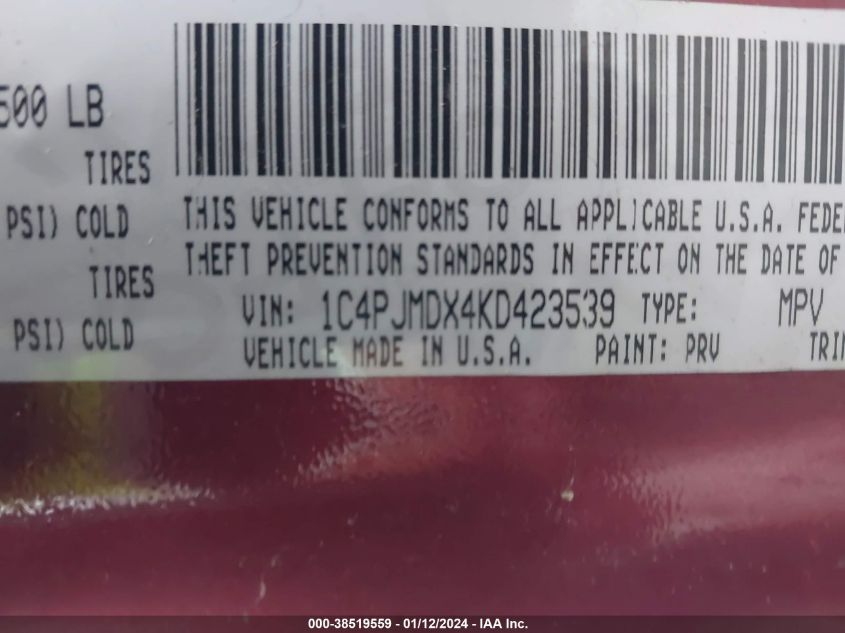 500 LB
TIRES
PSI) COLD
TIRES
PSI) COLD
THIS VEHICLE CONFORMS TO ALL APPLICABLE U.S.A. FEDE
THEFT PREVENTION STANDARDS IN EFFECT ON THE DATE OF
VIN: 1C4PJMDX4KD423539 TYPE: MPV
VEHICLE MADE IN U.S.A. PAINT: PRV TRI
000-38519559 - 01/12/2024 - IAA Inc.